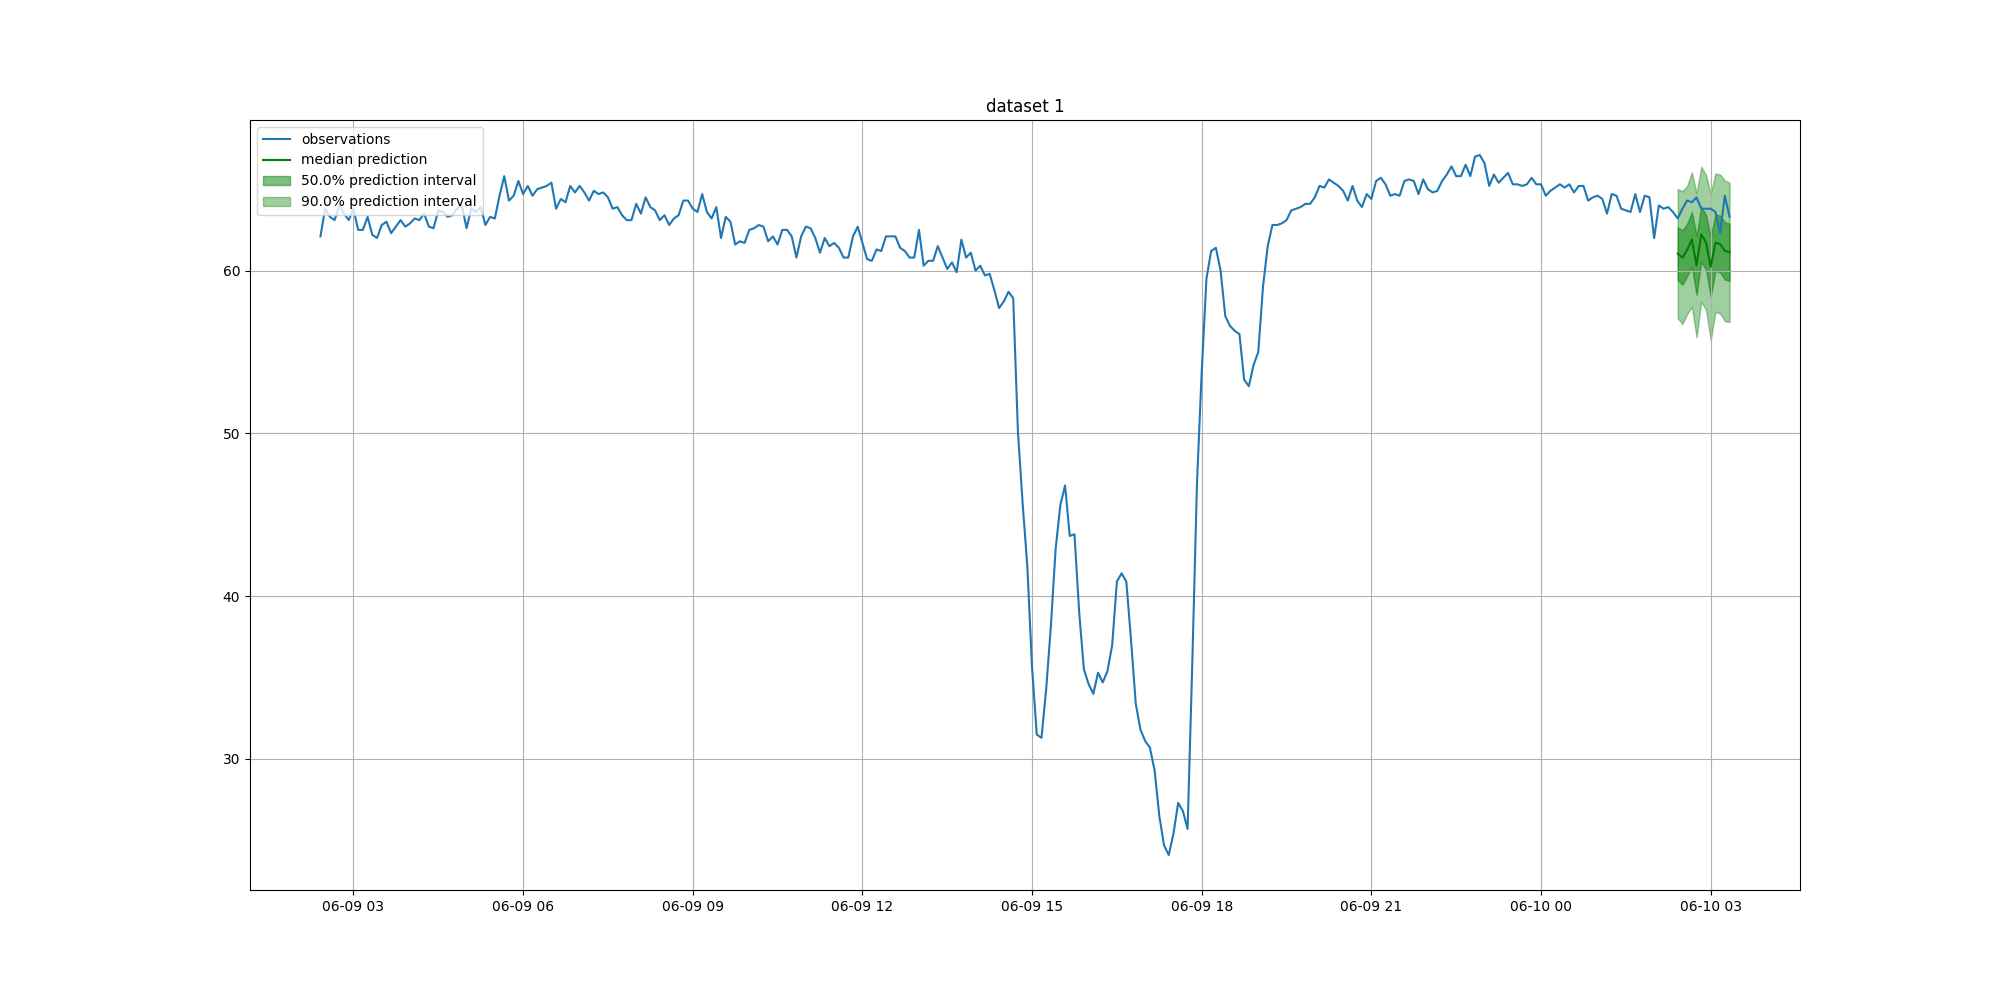 dataset 1
observations
median prediction
50.0% prediction interval
90.0% prediction interval
60
50
40
30
06-09 03 06-09 06 06-09 09 06-09 12 06-09 15 06-09 18 06-09 21 06-10 00 06-10 03